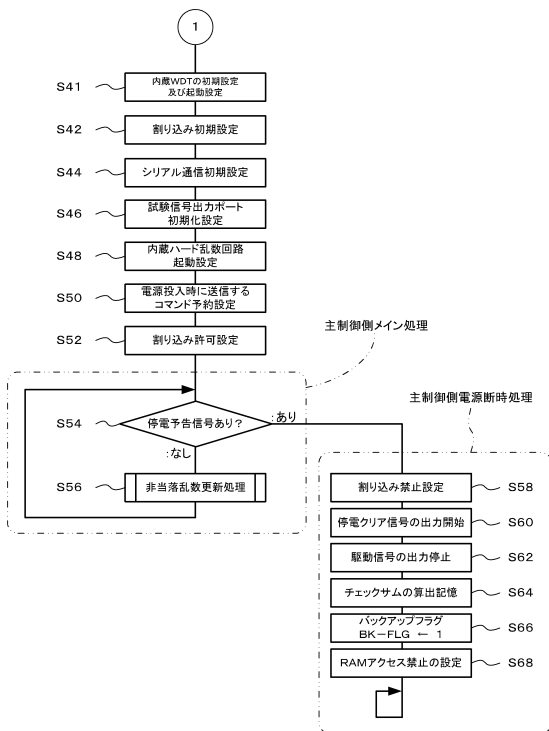 1
S41
内蔵WDTの初期設定
及び起動設定
S42
割り込み初期設定
S44
シリアル通信初期設定
S46
試験信号出力ポート
初期化設定
S48
内蔵ハード乱数回路
起動設定
S50
電源投入時に送信する
コマンド予約設定
S52
割り込み許可設定
主制御側メイン処理
主制御側電源断時処理
S54
停電予告信号あり?
:あり
:なし
S56
非当落乱数更新処理
割り込み禁止設定
S58
停電クリア信号の出力開始
S60
駆動信号の出力停止
S62
チェックサムの算出記憶
S64
バックアップフラグ
BK-FLG ← 1
S66
RAMアクセス禁止の設定
S68